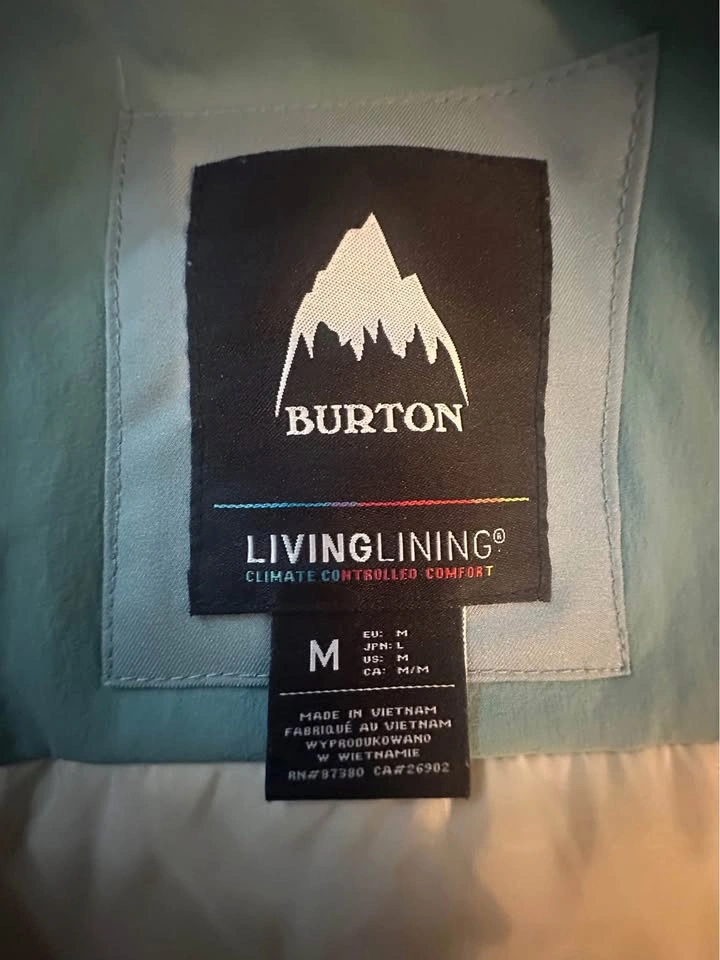 BURTON
LIVINGLINING®
CLIMATE CONTROLLED COMFORT
M
EU: M
JPN: L
US: M
CA: M/M
MADE IN VIETNAM
FABRIQUÉ AU VIETNAM
WYPRODUKOWANO
W WIETNAMIE
RN#87380 CA#26902